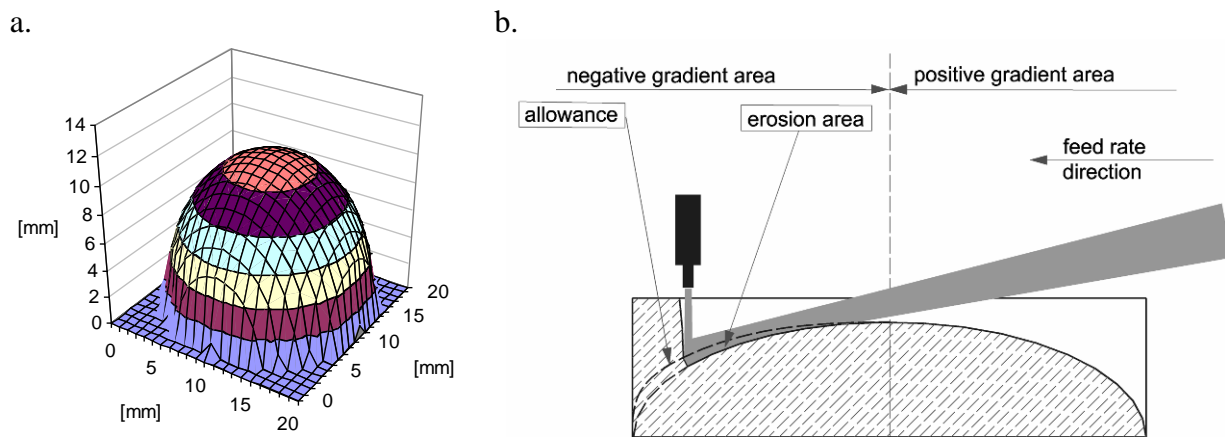 a.
14
12
10
8
6
4
2
0
[mm]
0
5
10
15
20
[mm]
0
5
10
15
20
[mm]
b.
negative gradient area
positive gradient area
allowance
erosion area
feed rate
direction